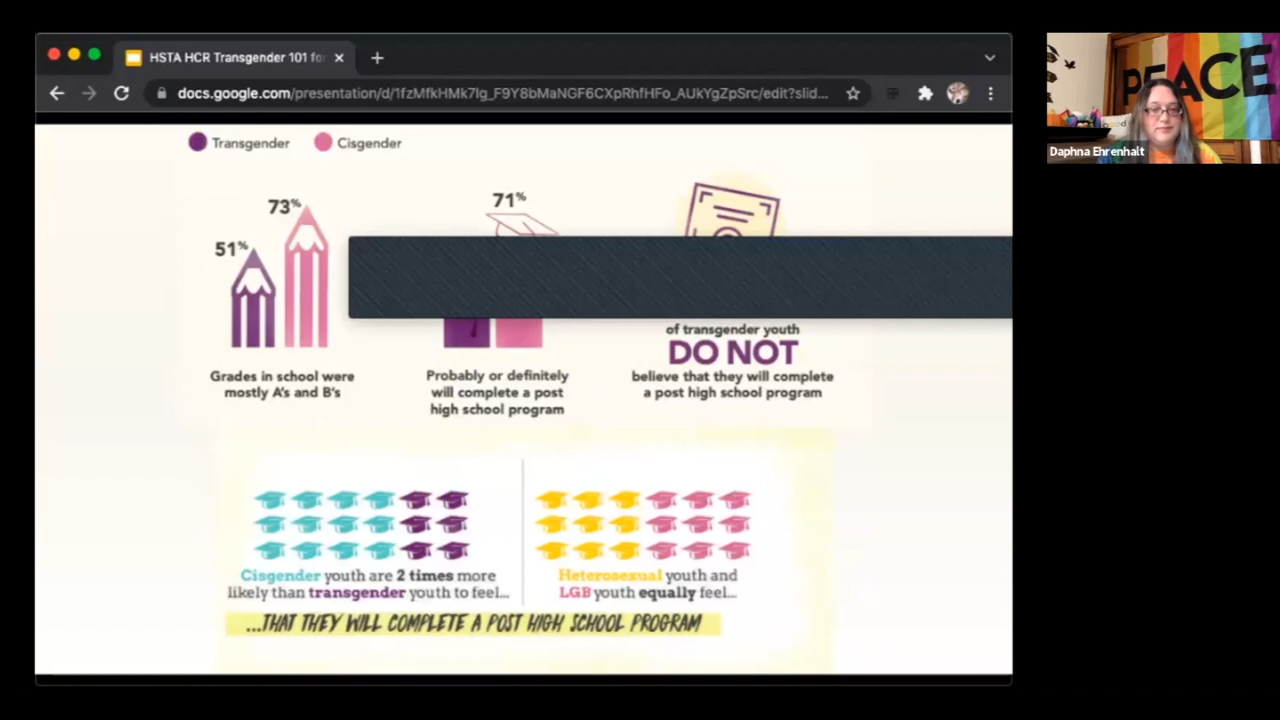 HSTA HCR Transgender 101 fo
docs.google.com/presentation/d/1fzMfkHMk7Ig_F9Y8bMaNGF6CXpRhfHFo_AUkYgZpSrc/edit?slid...
PEACE
Daphna Ehrenhalt
Transgender
Cisgender
51%
73%
71%
Grades in school were
mostly A's and B's
Probably or definitely
will complete a post
high school program
of transgender youth
DO NOT
believe that they will complete
a post high school program
Cisgender youth are 2 times more
likely than transgender youth to feel...
Heterosexual youth and
LGB youth equally feel...
...THAT THEY WILL COMPLETE A POST HIGH SCHOOL PROGRAM